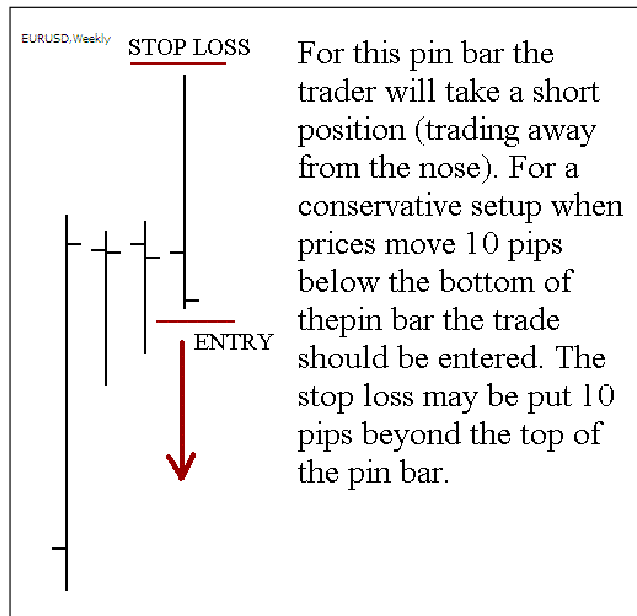 EURUSD,Weekly
STOP LOSS
For this pin bar the
trader will take a short
position (trading away
from the nose). For a
conservative setup when
prices move 10 pips
below the bottom of
thepin bar the trade
should be entered. The
stop loss may be put 10
pips beyond the top of
the pin bar.
ENTRY